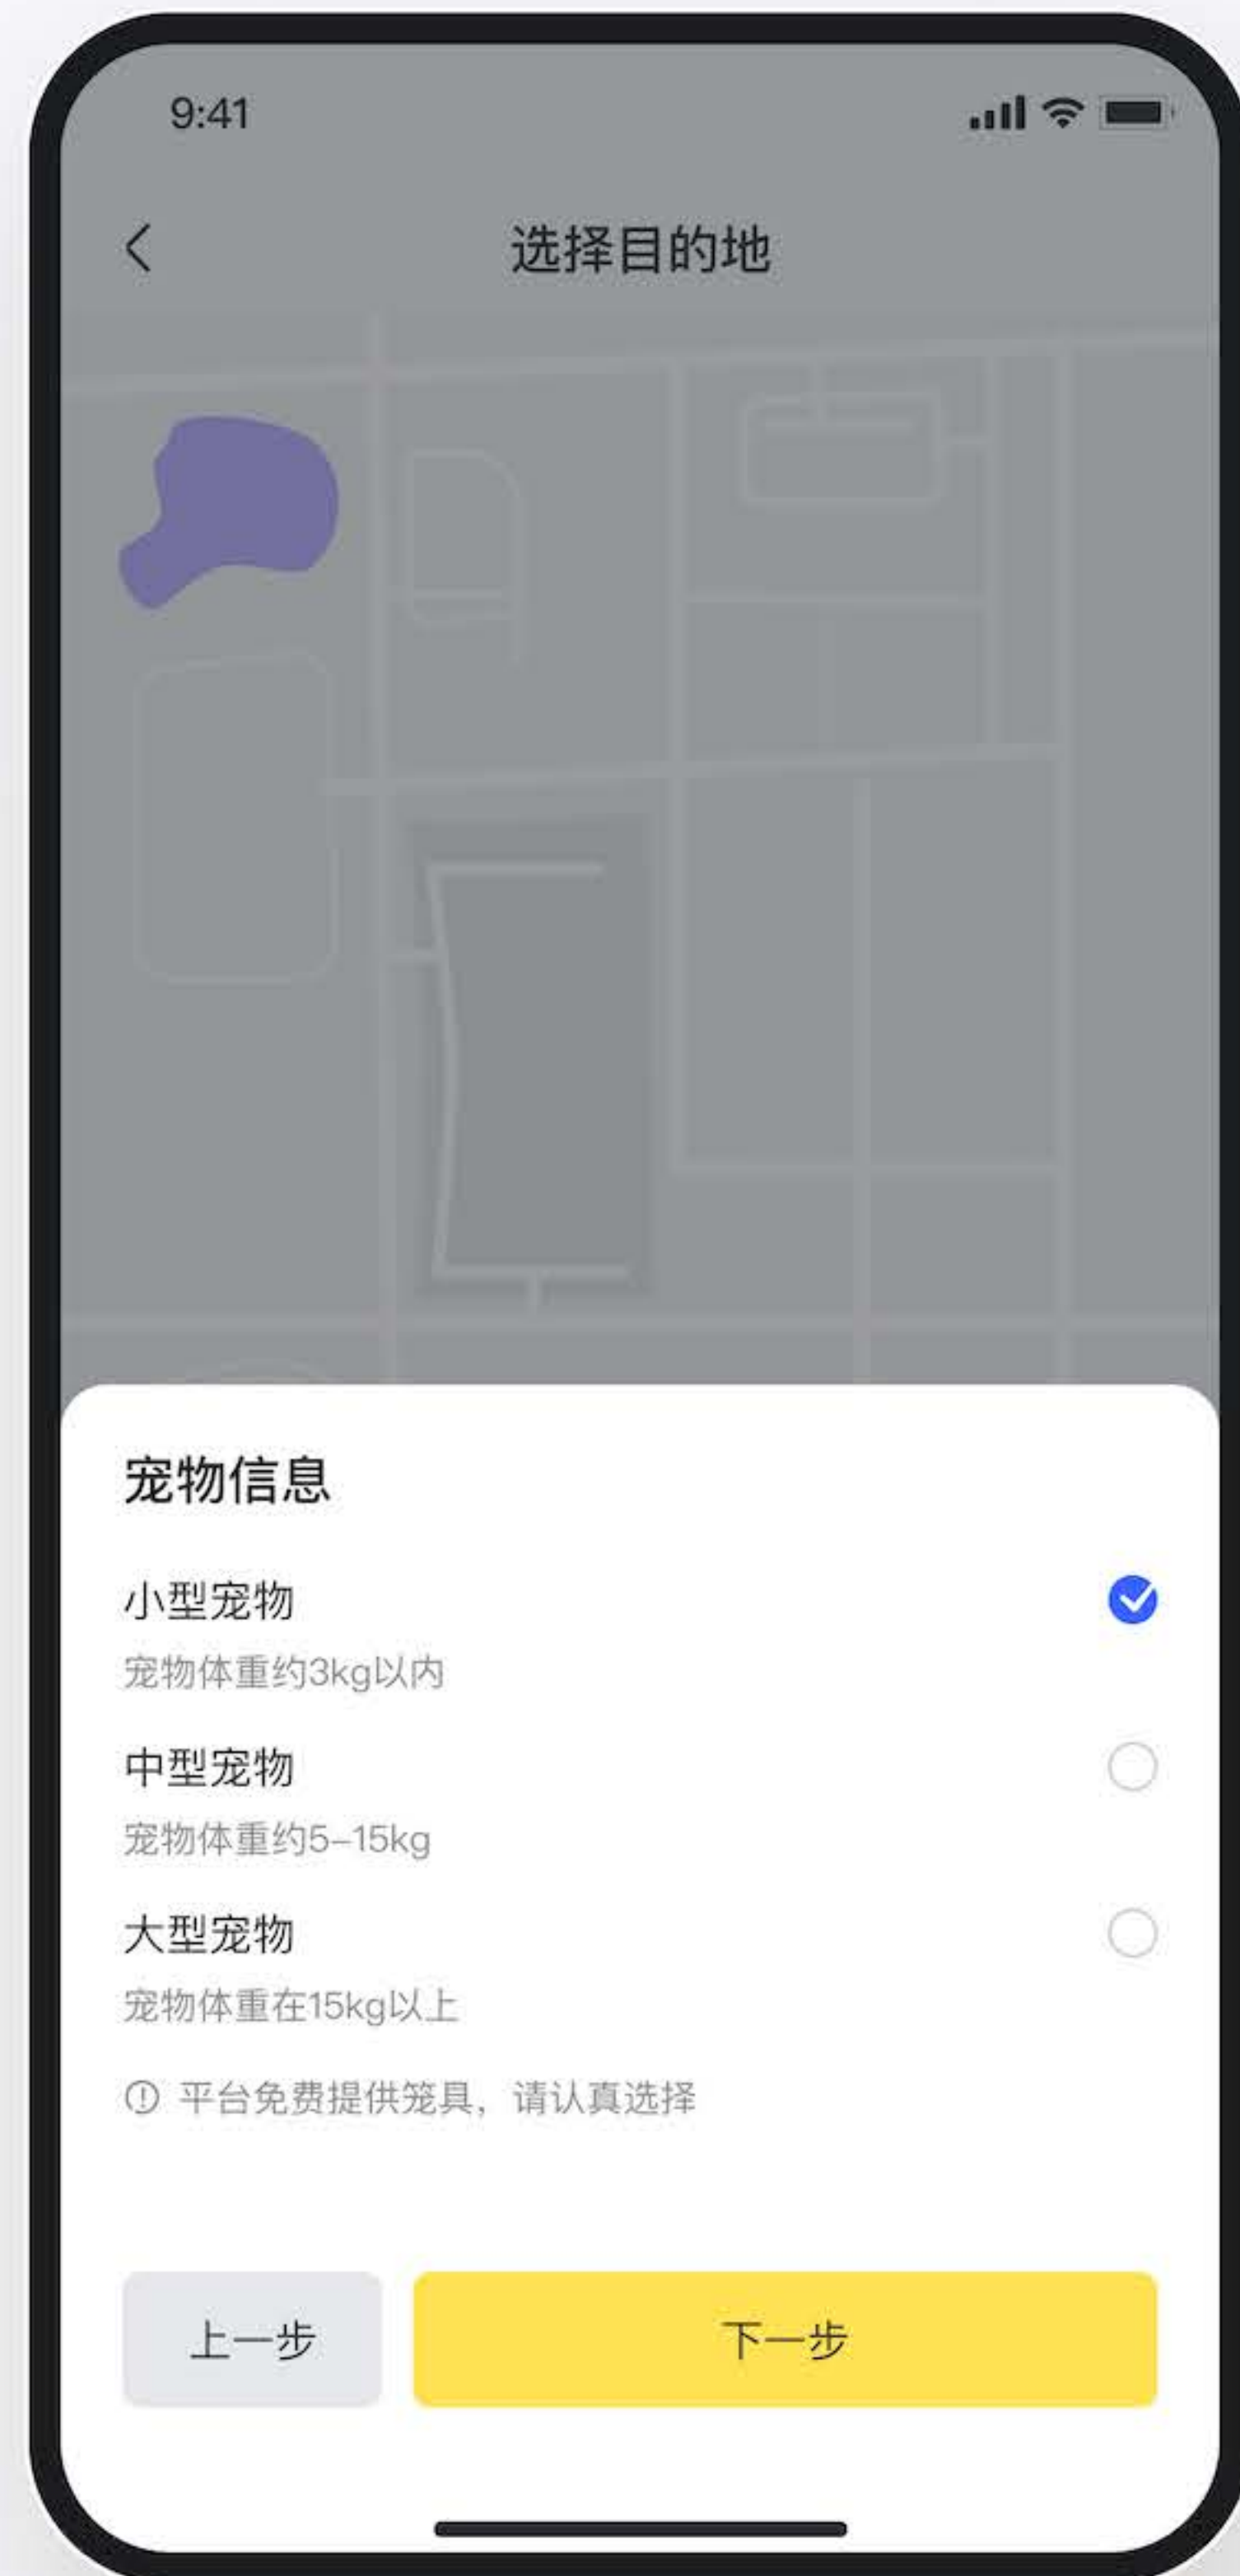 9:41
选择目的地
宠物信息
小型宠物
宠物体重约3kg以内
中型宠物
宠物体重约5–15kg
大型宠物
宠物体重在15kg以上
平台免费提供笼具，请认真选择
上一步
下一步